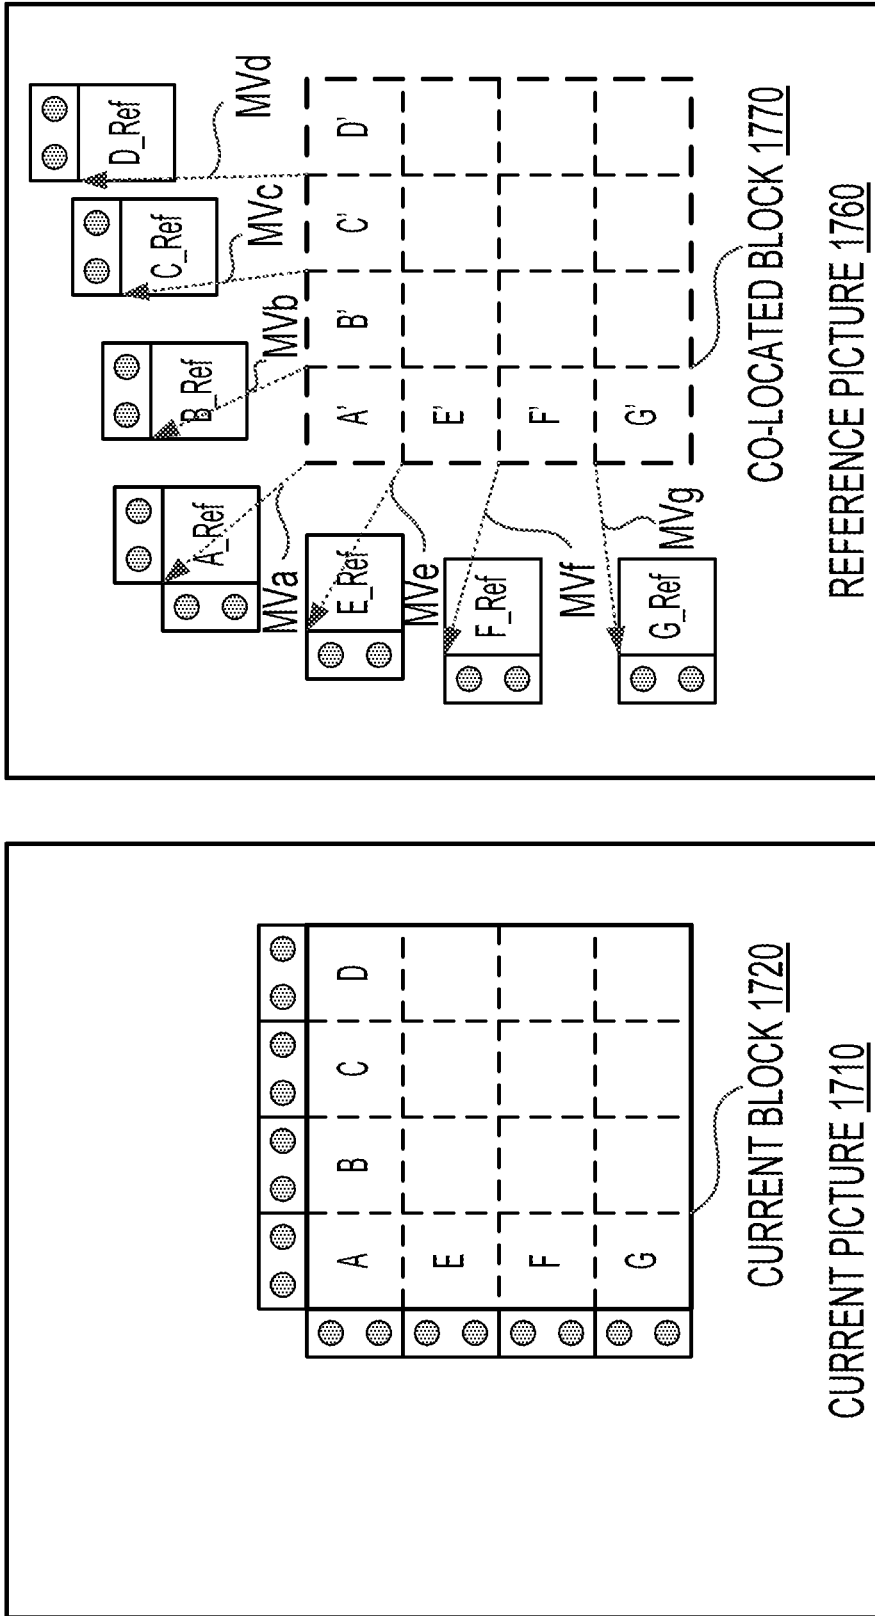 A
B
C
D
E
F
G
CURRENT BLOCK 1720
CURRENT PICTURE 1710
D_Ref
MVd
C_Ref
MVc
B_Ref
MVb
A_Ref
MVa
E_Ref
MVe
F_Ref
MVf
G_Ref
MVg
A'
B'
C'
D'
E'
F'
G'
CO-LOCATED BLOCK 1770
REFERENCE PICTURE 1760